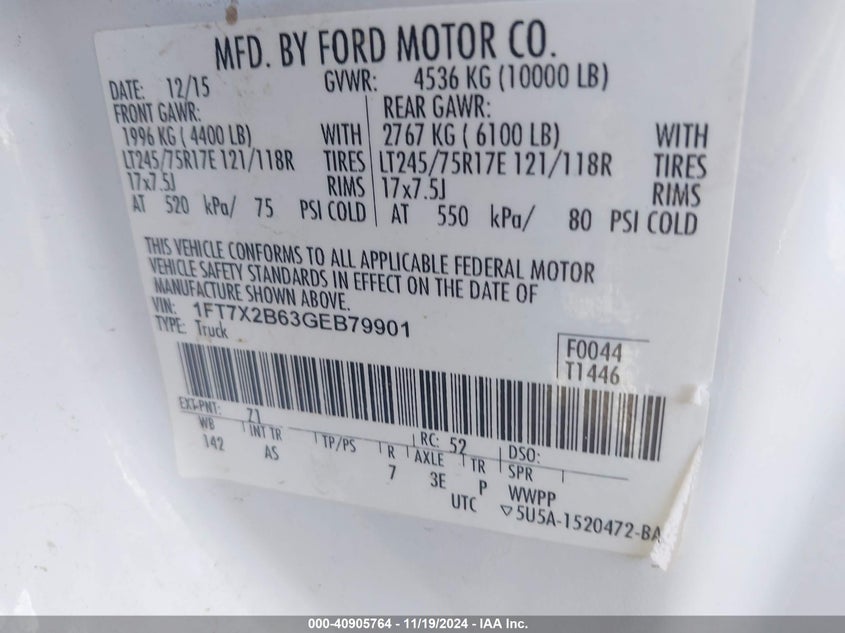 MFD. BY FORD MOTOR CO.
DATE: 12/15 GVWR: 4536 KG (10000 LB)
FRONT GAWR: REAR GAWR:
1996 KG ( 4400 LB) WITH 2767 KG ( 6100 LB) WITH
LT245/75R17E 121/118R TIRES LT245/75R17E 121/118R TIRES
17x7.5J RIMS 17x7.5J RIMS
AT 520 kPa/ 75 PSI COLD AT 550 kPa/ 80 PSI COLD
THIS VEHICLE CONFORMS TO ALL APPLICABLE FEDERAL MOTOR
VEHICLE SAFETY STANDARDS IN EFFECT ON THE DATE OF
MANUFACTURE SHOWN ABOVE.
VIN: 1FT7X2B63GEB79901
TYPE: Truck
F0044
T1446
EXT-PNT: 71 RC: 52 DSO:
WB INT TR TP/PS R AXLE TR SPR
142 AS 7 3E P WWPP
UTC ▽5U5A-1520472-BA
000-40905764 - 11/19/2024 - IAA Inc.